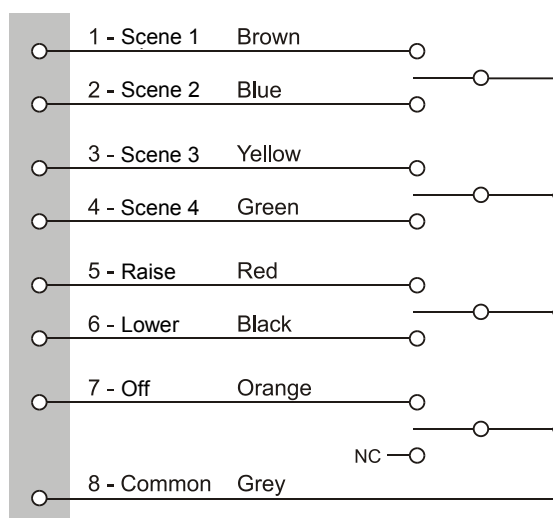 1 - Scene 1 Brown
2 - Scene 2 Blue
3 - Scene 3 Yellow
4 - Scene 4 Green
5 - Raise Red
6 - Lower Black
7 - Off Orange
NC
8 - Common Grey